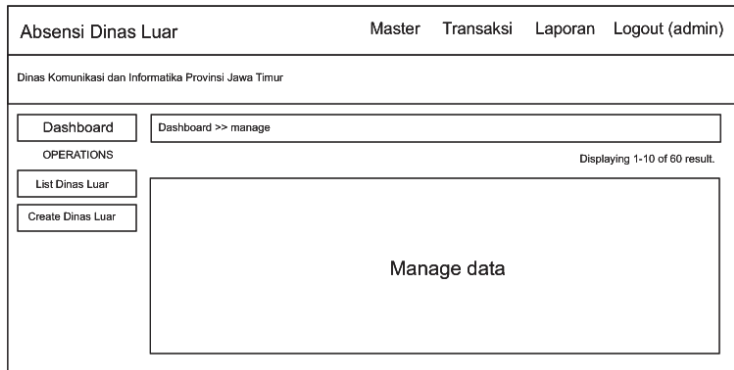 Absensi Dinas Luar
Master Transaksi Laporan Logout (admin)
Dinas Komunikasi dan Informatika Provinsi Jawa Timur
Dashboard
Dashboard >> manage
OPERATIONS
Displaying 1-10 of 60 result.
List Dinas Luar
Create Dinas Luar
Manage data